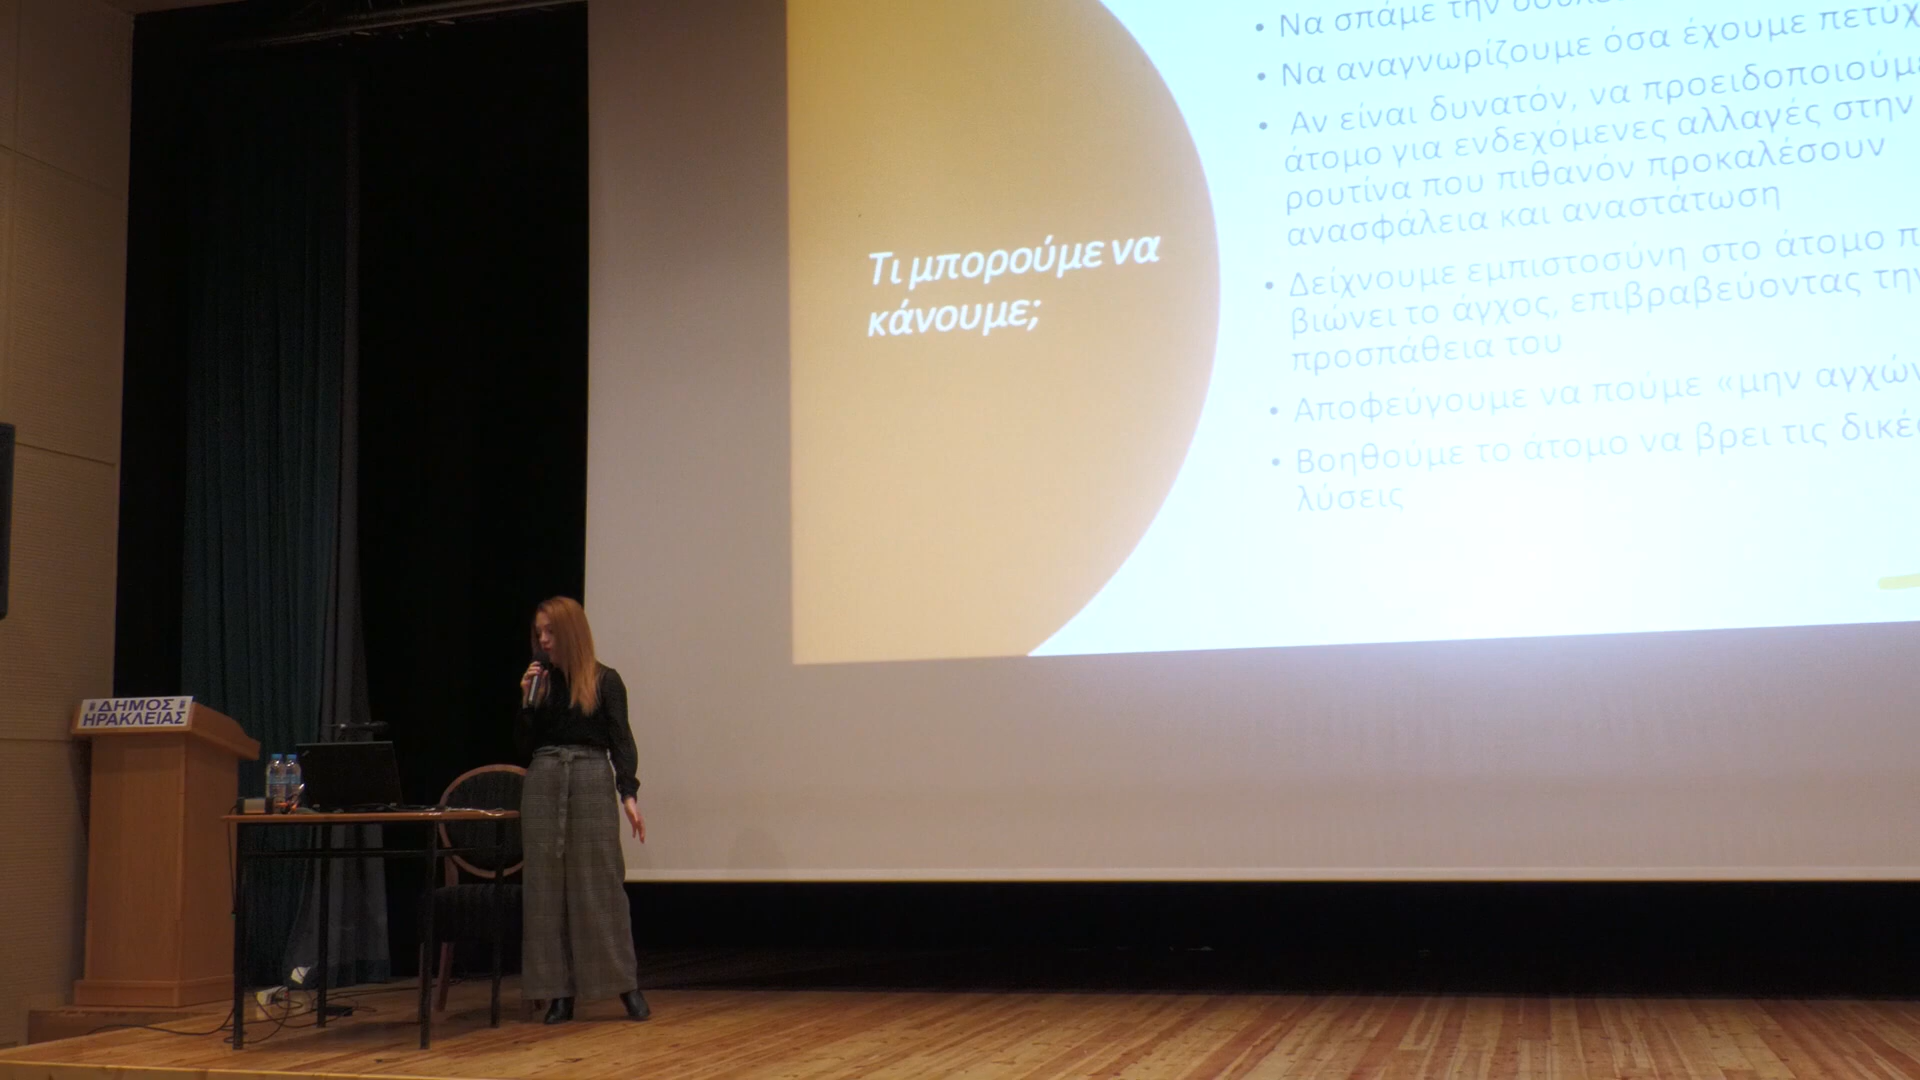 Τι μπορούμε να
κάνουμε;
• Να σπάμε την
• Να αναγνωρίζουμε όσα έχουμε
• Αν είναι δυνατόν, να προειδοποιούμε
άτομο για ενδεχόμενες αλλαγές στην
ρουτίνα που πιθανόν προκαλέσουν
ανασφάλεια και αναστάτωση
• Δείχνουμε εμπιστοσύνη στο άτομο
βιώνει το άγχος, επιβραβεύοντας την
προσπάθεια του
• Αποφεύγουμε να πούμε «μην
• Βοηθούμε το άτομο να βρει τις
λύσεις
ΔΗΜΟΣ
ΗΡΑΚΛΕΙΑΣ